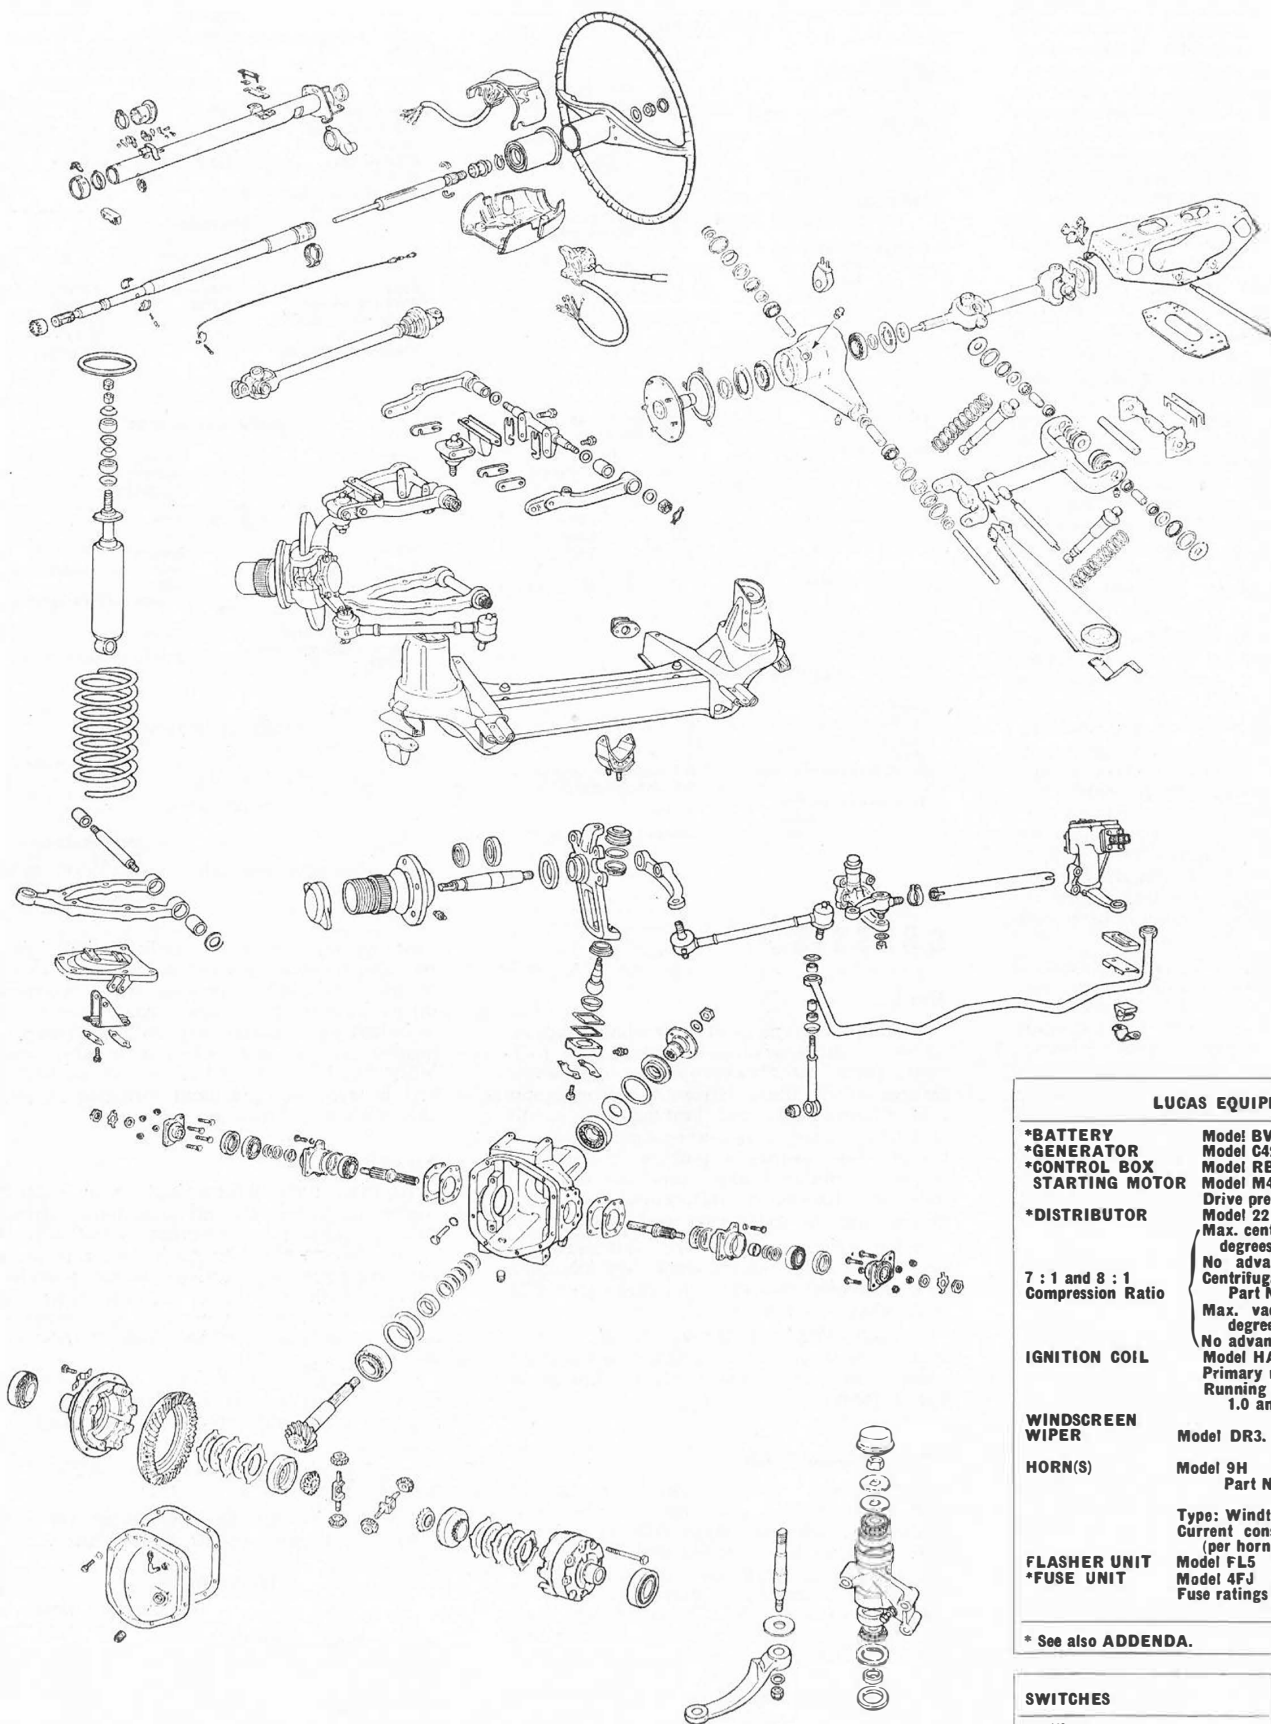 LUCAS EQUIP
*BATTERY Model BV
*GENERATOR Model C4
*CONTROL BOX Model RB
STARTING MOTOR Model M4
Drive pre
*DISTRIBUTOR Model 22
Max. cent
degrees
No adva
7 : 1 and 8 : 1 Centrifug
Compression Ratio Part N
Max. va
degre
No advan
IGNITION COIL Model HA
Primary
Running
1.0 an
WINDSCREEN
WIPER Model DR3.
HORN(S) Model 9H
Part N
Type: Windt
Current cons
(per horn
FLASHER UNIT Model FL5
*FUSE UNIT Model 4FJ
Fuse ratings
* See also ADDENDA.
SWITCHES